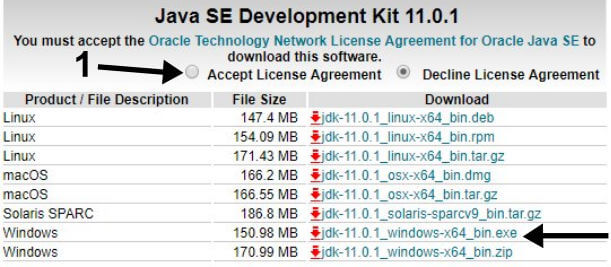 Java SE Development Kit 11.0.1
You must accept the Oracle Technology Network License Agreement for Oracle Java SE to
download this software.
1
Accept License Agreement Decline License Agreement
Product / File Description File Size Download
Linux 147.4 MB jdk-11.0.1_linux-x64_bin.deb
Linux 154.09 MB jdk-11.0.1_linux-x64_bin.rpm
Linux 171.43 MB jdk-11.0.1_linux-x64_bin.tar.gz
macOS 166.2 MB jdk-11.0.1_osx-x64_bin.dmg
macOS 166.55 MB jdk-11.0.1_osx-x64_bin.tar.gz
Solaris SPARC 186.8 MB jdk-11.0.1_solaris-sparcv9_bin.tar.gz
Windows 150.98 MB jdk-11.0.1_windows-x64_bin.exe
Windows 170.99 MB jdk-11.0.1_windows-x64_bin.zip